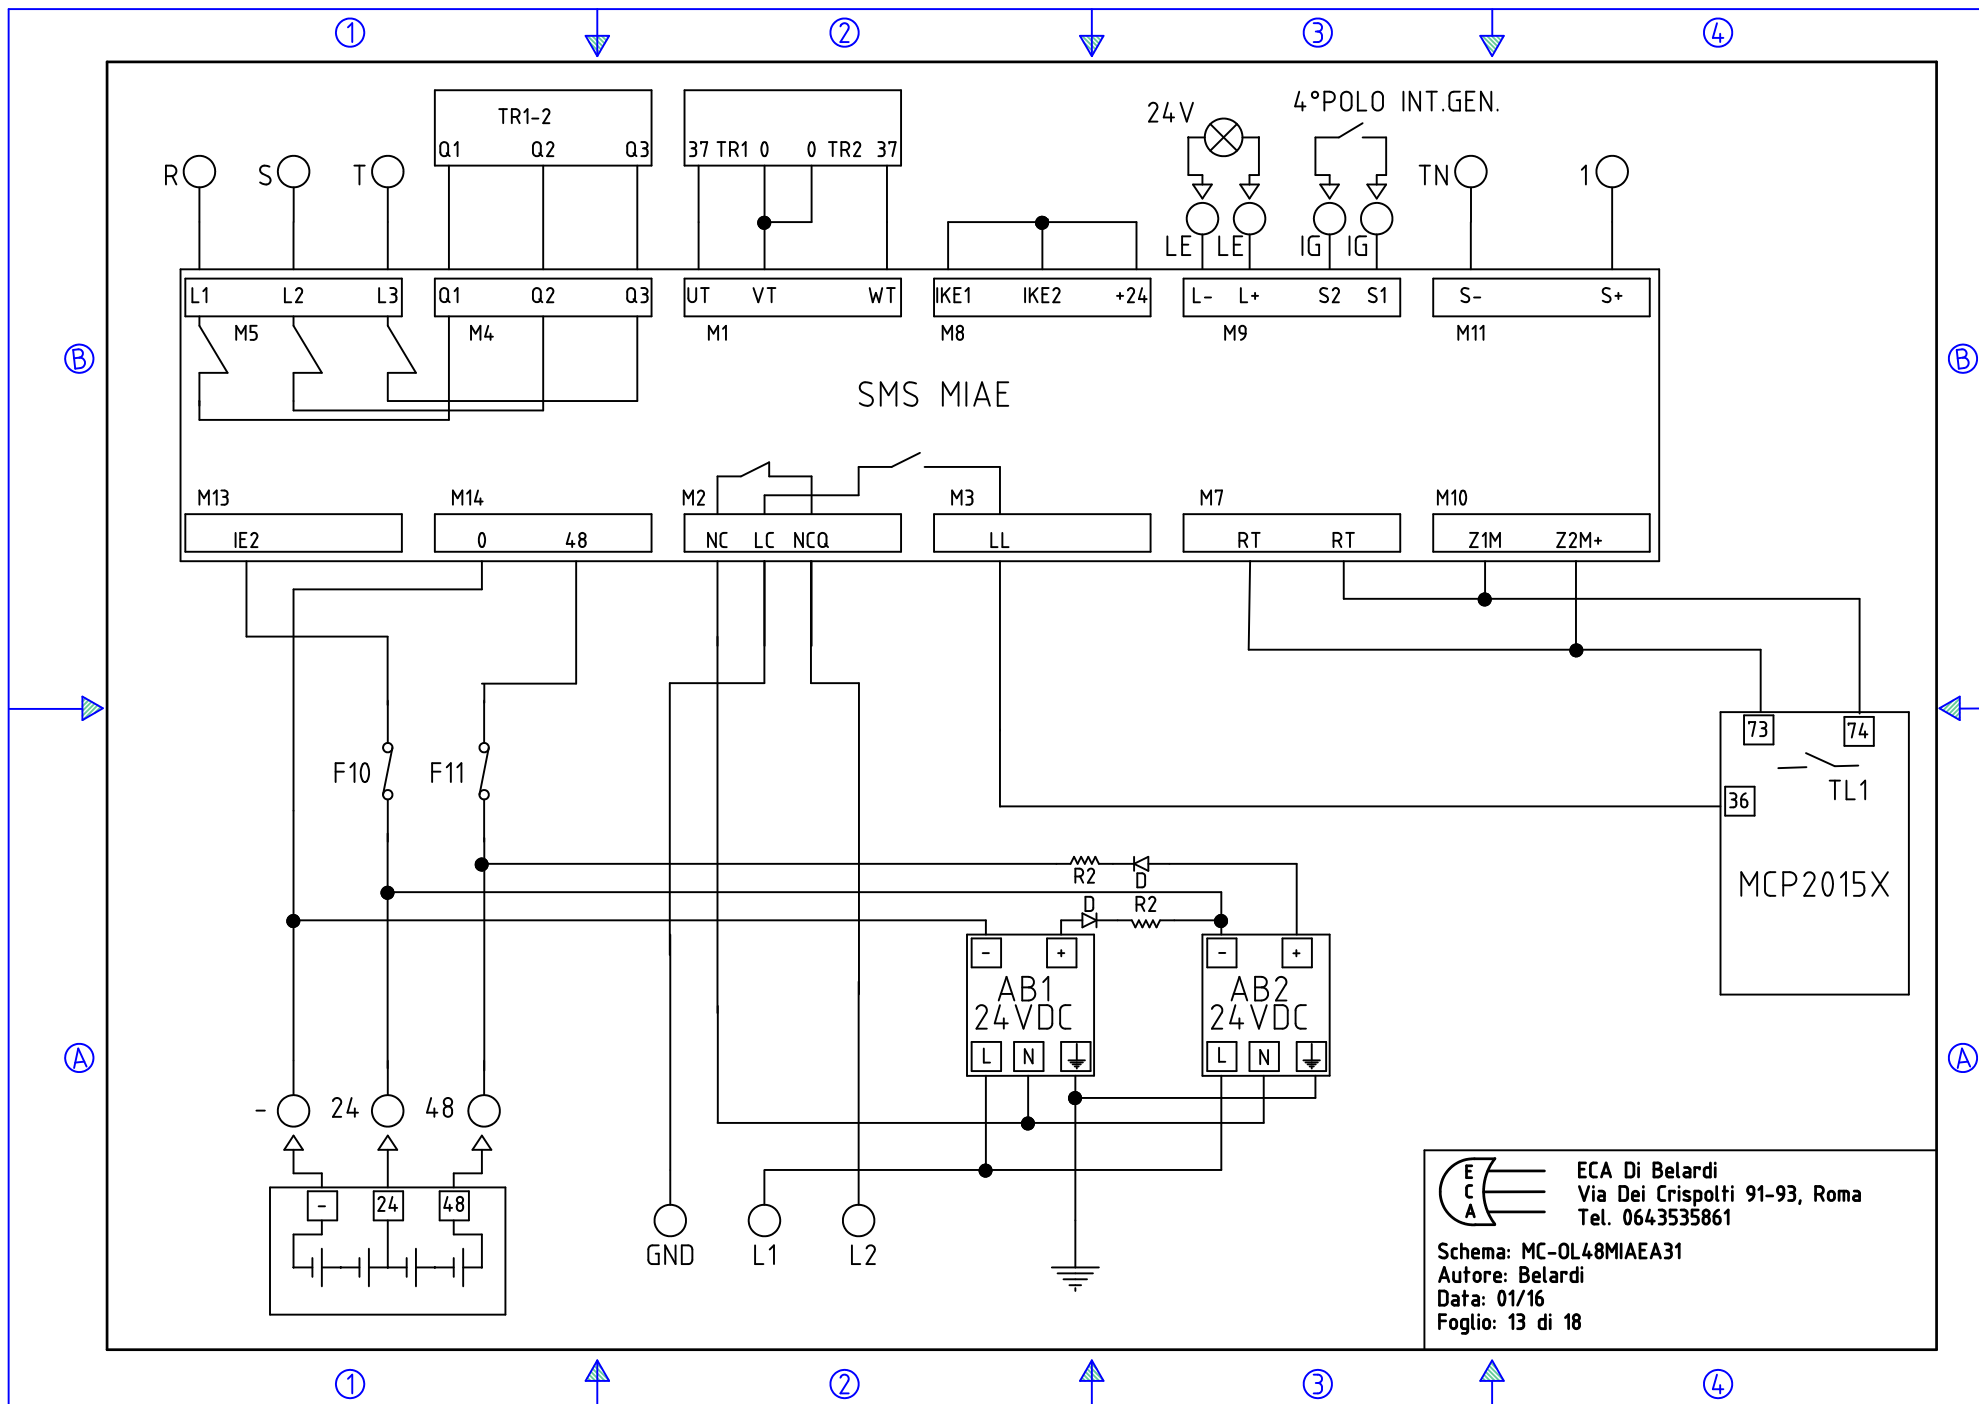 1 2 3 4
24V 4°POLO INT.GEN.
TR1-2
Q1 Q2 Q3
37 TR1 0 0 TR2 37
R S T
TN 1
LE LE IG IG
L1 L2 L3 Q1 Q2 Q3 UT VT WT IKE1 IKE2 +24 L- L+ S2 S1 S- S+
M5 M4 M1 M8 M9 M11
B B
SMS MIAE
M13 M14 M2 M3 M7 M10
IE2 0 48 NC LC NCQ LL RT RT Z1M Z2M+
73 74
F10 F11
TL1
36
R2 D
MCP2015X
D R2
- + - +
AB1 AB2
24VDC 24VDC
L N L N
A A
- 24 48
- 24 48
GND L1 L2
E
C
A
ECA Di Belardi
Via Dei Crispolti 91-93, Roma
Tel. 0643535861
Schema: MC-OL48MIAEA31
Autore: Belardi
Data: 01/16
Foglio: 13 di 18
1 2 3 4